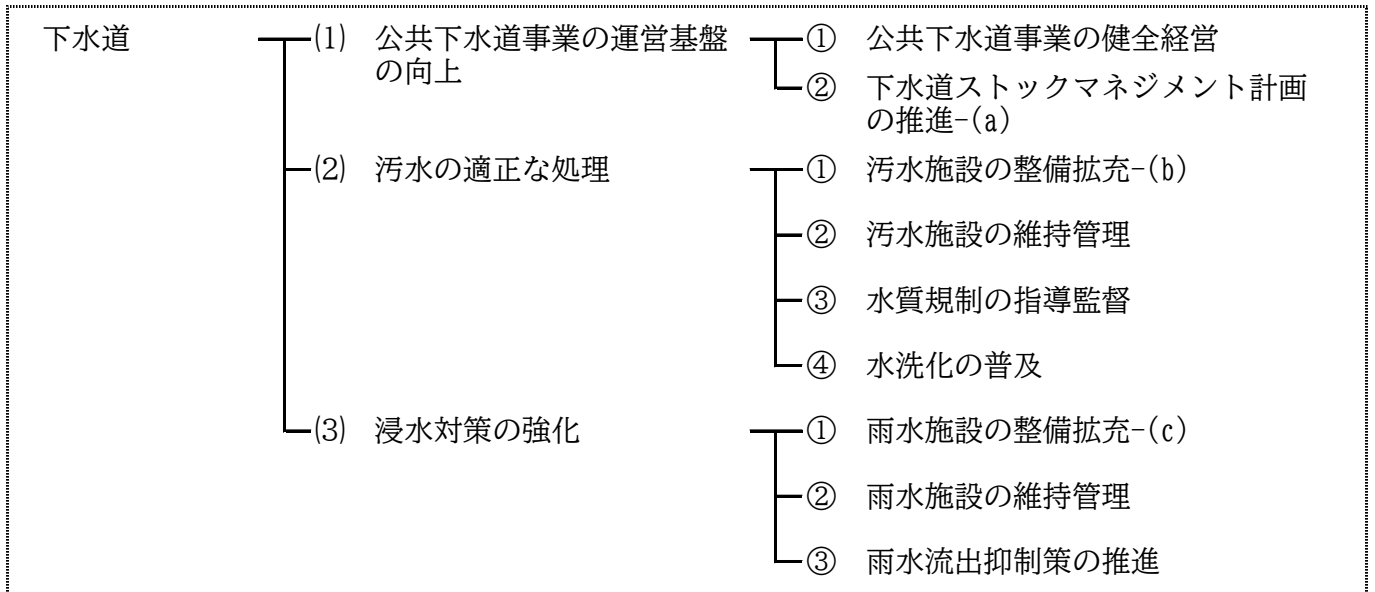 下水道
⑴ 公共下水道事業の運営基盤
の向上
① 公共下水道事業の健全経営
② 下水道ストックマネジメント計画
の推進-(a)
⑵ 汚水の適正な処理
① 汚水施設の整備拡充-(b)
② 汚水施設の維持管理
③ 水質規制の指導監督
④ 水洗化の普及
⑶ 浸水対策の強化
① 雨水施設の整備拡充-(c)
② 雨水施設の維持管理
③ 雨水流出抑制策の推進